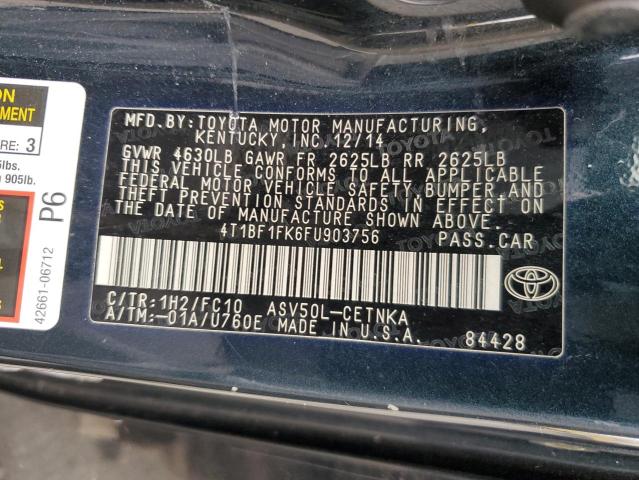 ON
MENT
RE: 3
lbs.
905lb.
P6
42661-06712
MFD.BY:TOYOTA MOTOR MANUFACTURING,
KENTUCKY,INC.12/14
GVWR 4630LB GAWR FR 2625LB RR 2625LB
THIS VEHICLE CONFORMS TO ALL APPLICABLE
FEDERAL MOTOR VEHICLE SAFETY, BUMPER AND
THEFT PREVENTION STANDARDS IN EFFECT ON
THE DATE OF MANUFACTURE SHOWN ABOVE.
4T1BF1FK6FU903756 PASS.CAR
C/TR:1H2/FC10 ASV50L-CETNKA
A/TM:-01A/U760E MADE IN U.S.A. 84428